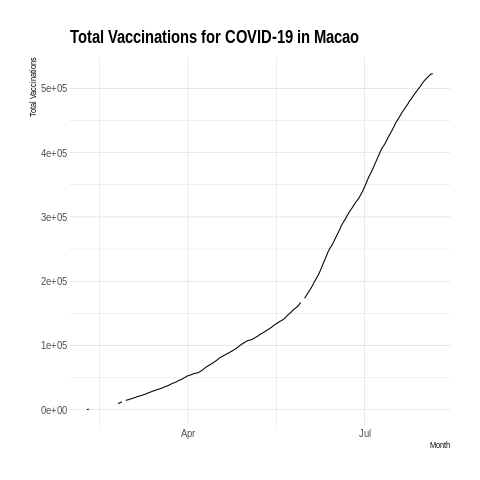 Total Vaccinations for COVID-19 in Macao
Total Vaccinations
5e+05
4e+05
3e+05
2e+05
1e+05
0e+00
Apr
Jul
Month